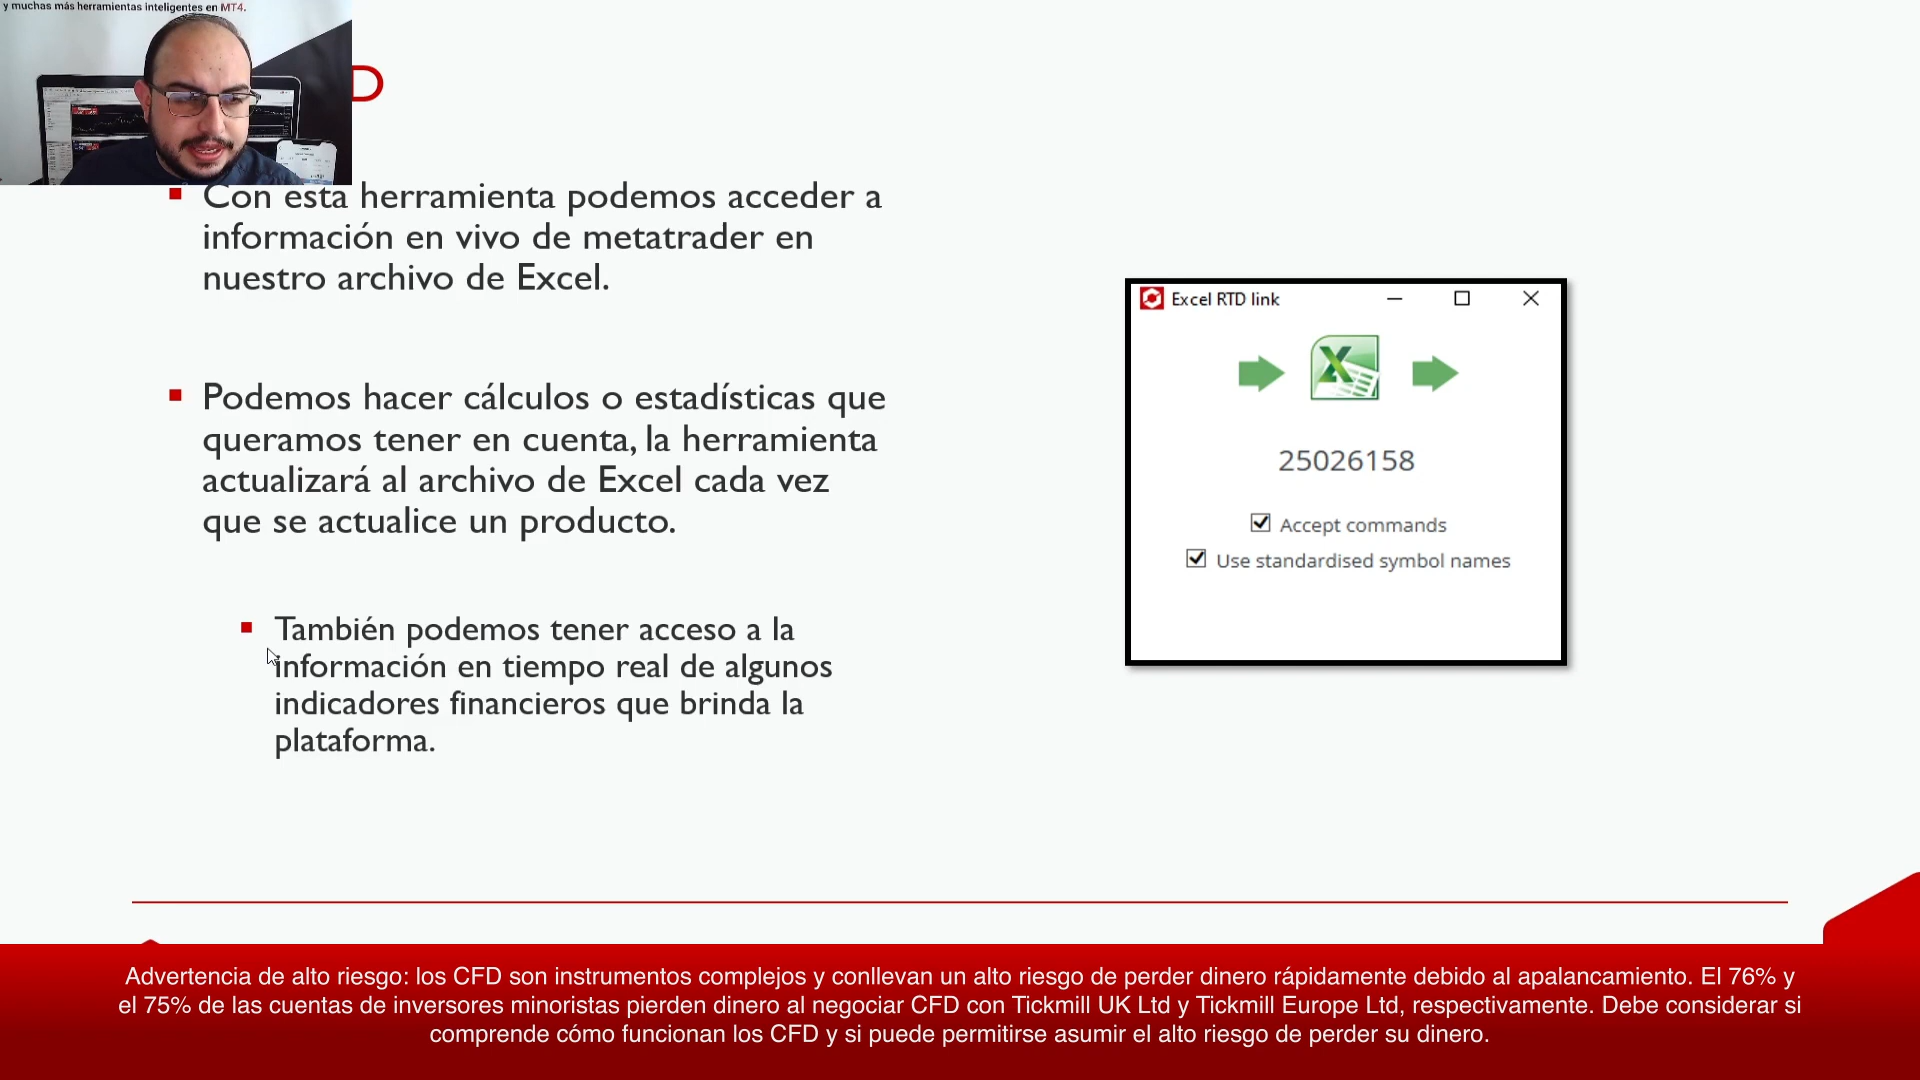 y muchas más herramientas inteligentes en MT4.
D
Con esta herramienta podemos acceder a
información en vivo de metatrader en
nuestro archivo de Excel.
Podemos hacer cálculos o estadísticas que
queramos tener en cuenta, la herramienta
actualizará al archivo de Excel cada vez
que se actualice un producto.
También podemos tener acceso a la
información en tiempo real de algunos
indicadores financieros que brinda la
plataforma.
Excel RTD link
25026158
Accept commands
Use standardised symbol names
Advertencia de alto riesgo: los CFD son instrumentos complejos y conllevan un alto riesgo de perder dinero rápidamente debido al apalancamiento. El 76% y
el 75% de las cuentas de inversores minoristas pierden dinero al negociar CFD con Tickmill UK Ltd y Tickmill Europe Ltd, respectivamente. Debe considerar si
comprende cómo funcionan los CFD y si puede permitirse asumir el alto riesgo de perder su dinero.